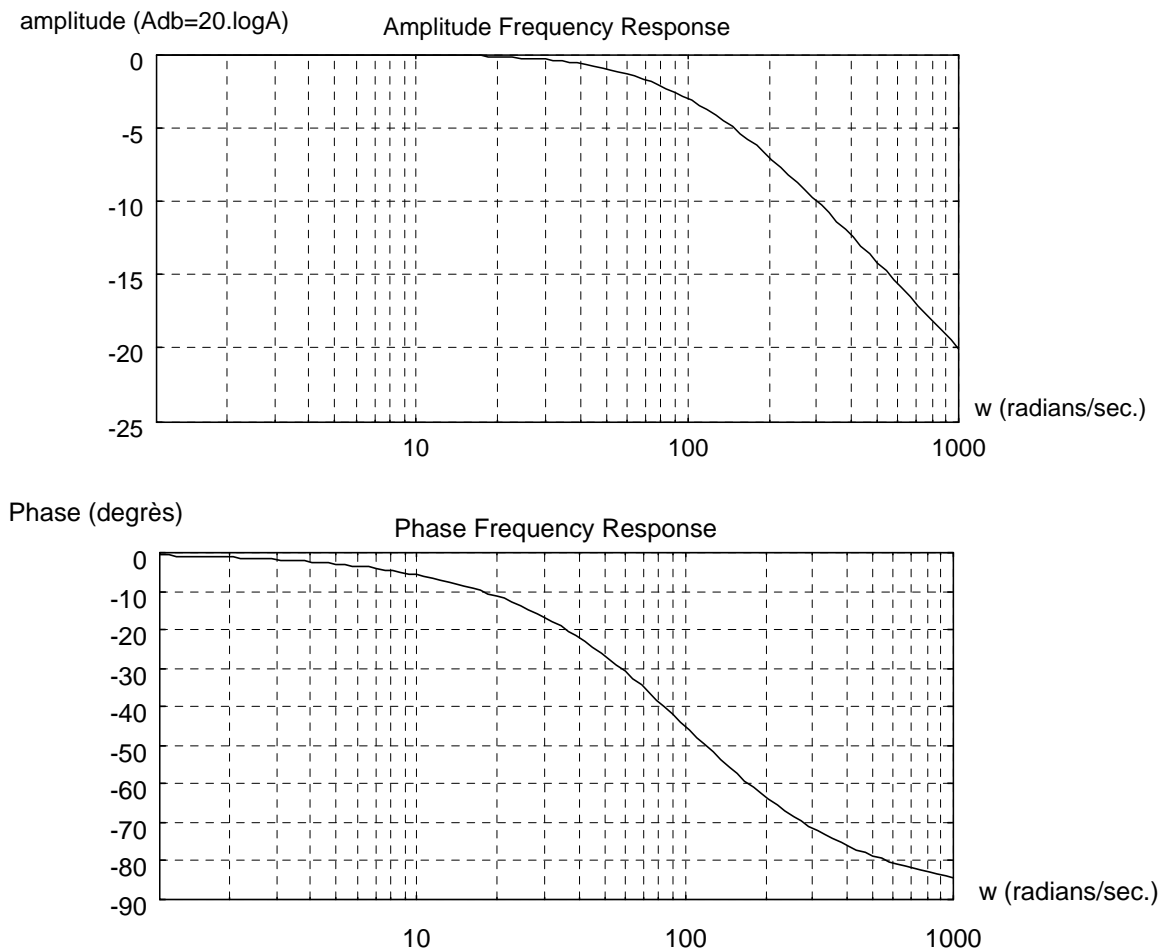 amplitude (Adb=20.logA)
Amplitude Frequency Response
0
-5
-10
-15
-20
-25
w (radians/sec.)
10 100 1000
Phase (degrès)
Phase Frequency Response
0
-10
-20
-30
-40
-50
-60
-70
-80
-90
w (radians/sec.)
10 100 1000